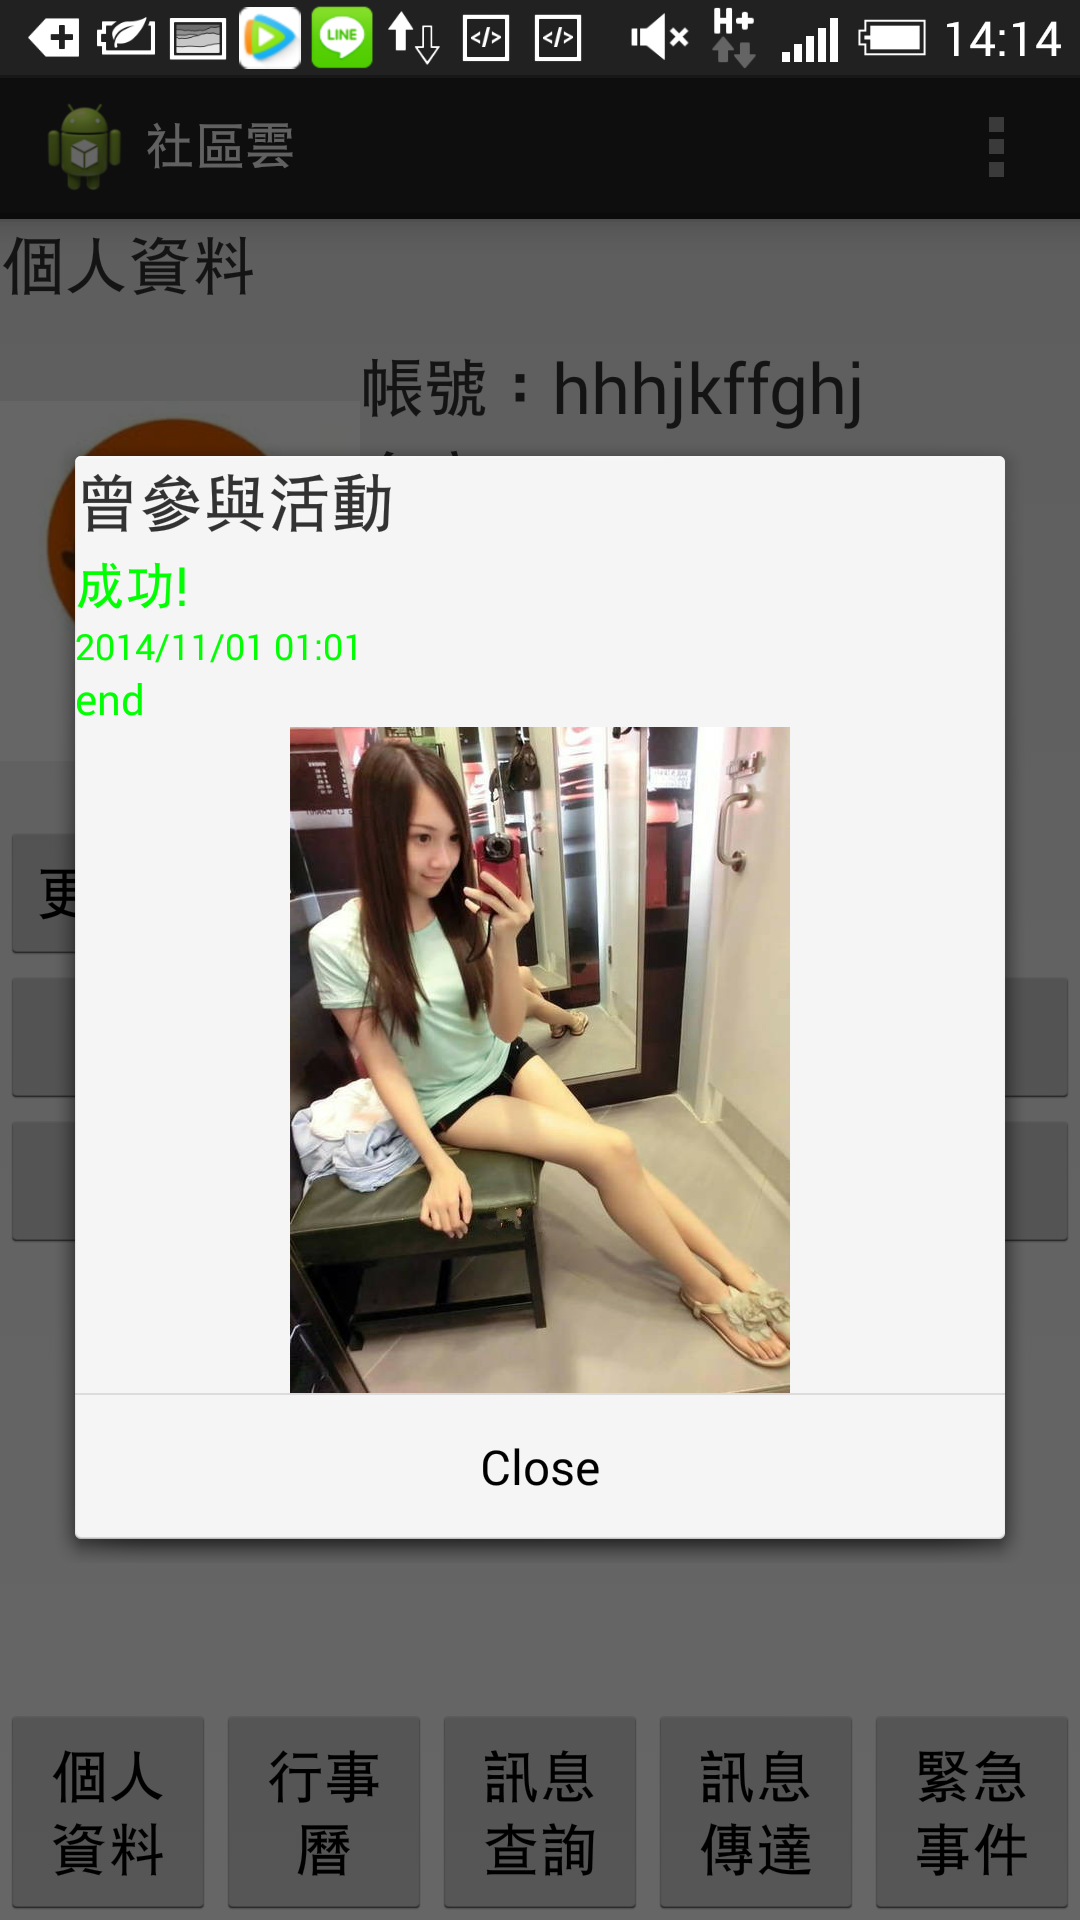 LINE
H+
14:14
社區雲
個人資料
帳號：hhhjkffghj
曾參與活動
成功!
2014/11/01 01:01
end
更
Close
個人
資料
行事
曆
訊息
查詢
訊息
傳達
緊急
事件